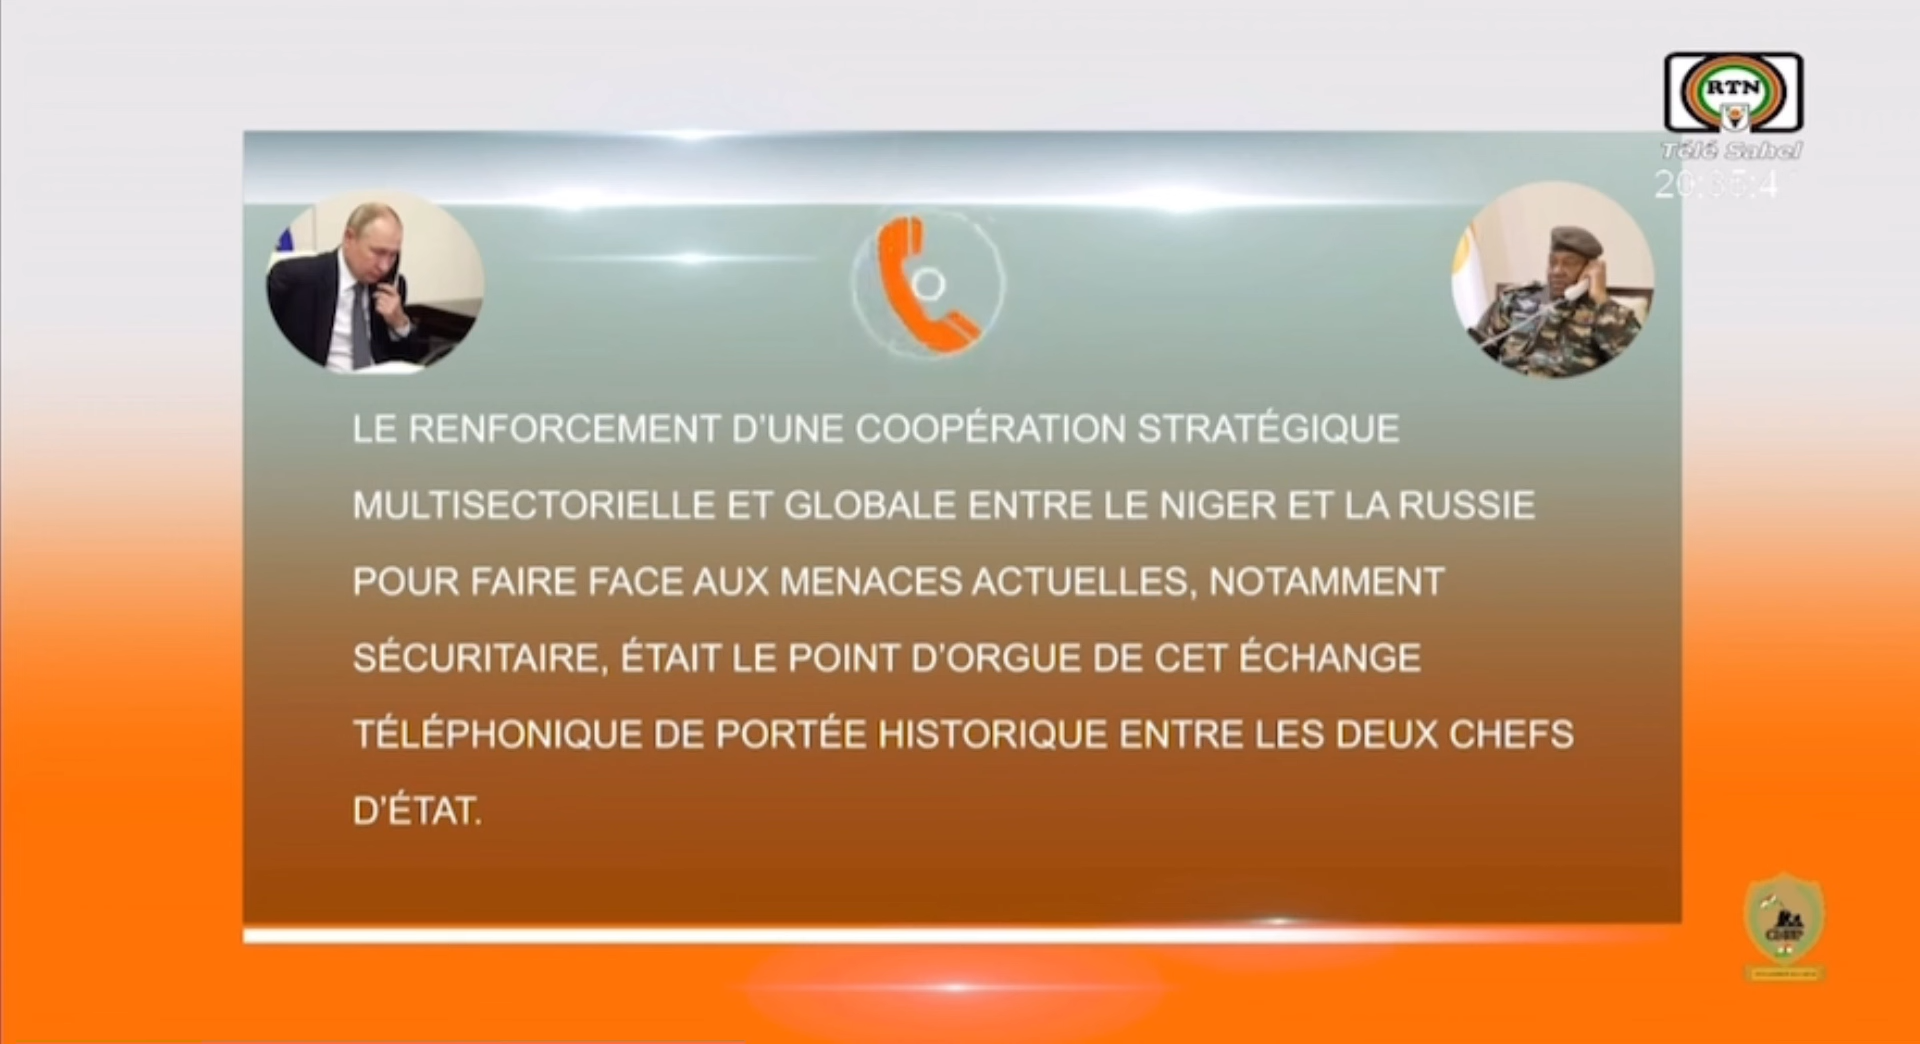 RTN
Télé Sahel
LE RENFORCEMENT D'UNE COOPÉRATION STRATÉGIQUE
MULTISECTORIELLE ET GLOBALE ENTRE LE NIGER ET LA RUSSIE
POUR FAIRE FACE AUX MENACES ACTUELLES, NOTAMMENT
SÉCURITAIRE, ÉTAIT LE POINT D'ORGUE DE CET ÉCHANGE
TÉLÉPHONIQUE DE PORTÉE HISTORIQUE ENTRE LES DEUX CHEFS
D'ÉTAT.